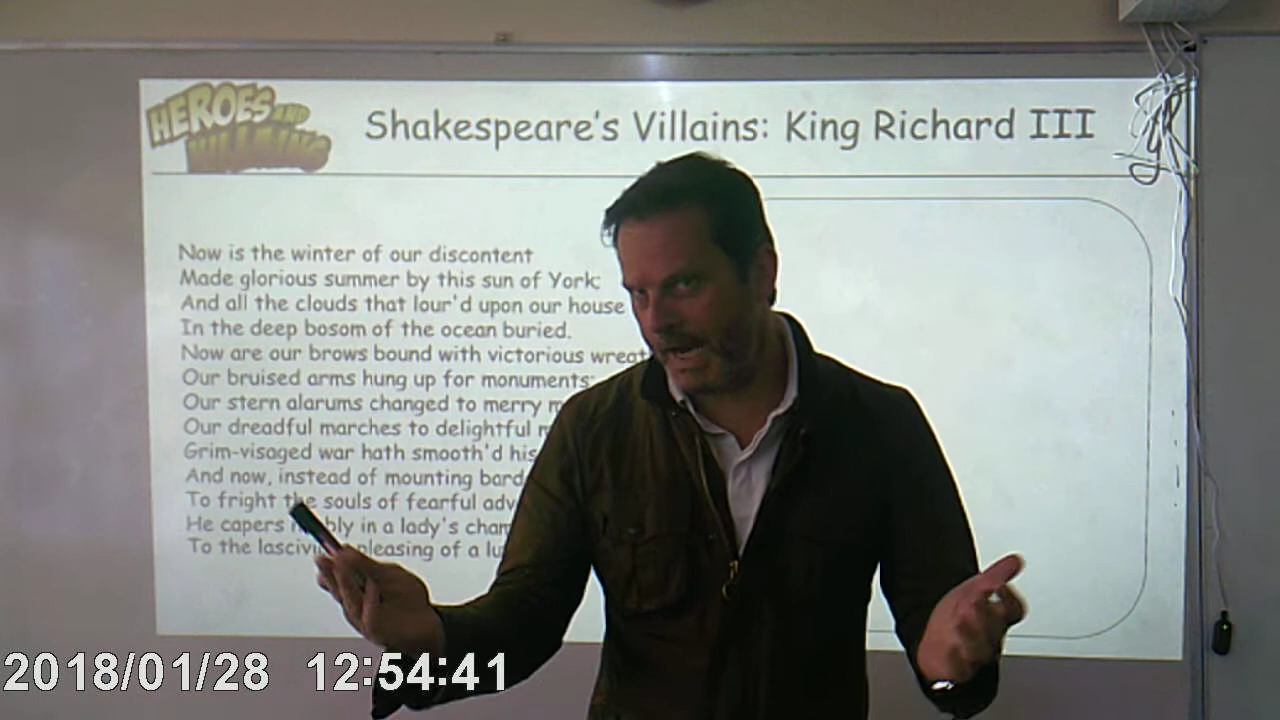 HEROES AND
VILLAINS
Shakespeare's Villains: King Richard III
Now is the winter of our discontent
Made glorious summer by this sun of York;
And all the clouds that lour'd upon our house
In the deep bosom of the ocean buried.
Now are our brows bound with victorious
Our bruised arms hung up for monuments;
Our stern alarums changed to merry
Our dreadful marches to delightful
Grim-visaged war hath smooth'd his
And now, instead of mounting
To fright the souls of fearful
He capers in a lady's
To the pleasing of a
2018/01/28 12:54:41